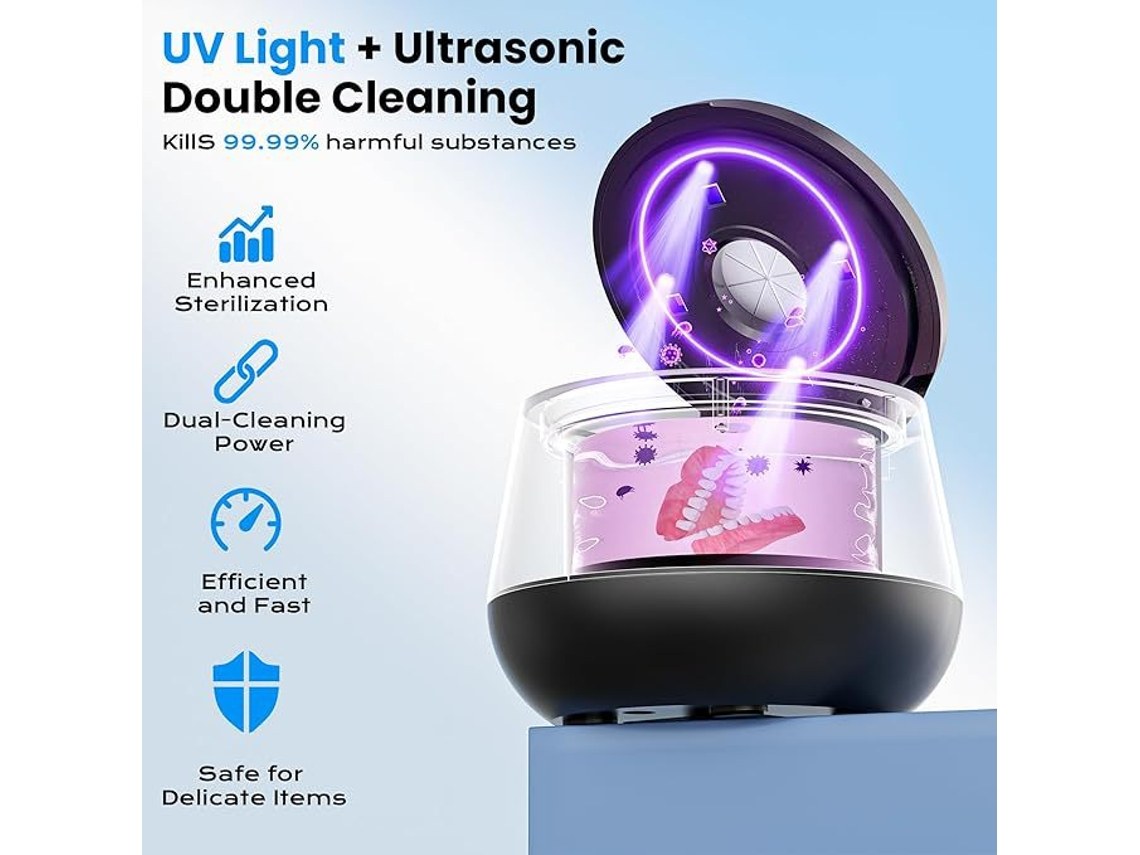 UV Light + Ultrasonic
Double Cleaning
KillS 99.99% harmful substances
Enhanced
Sterilization
Dual-Cleaning
Power
Efficient
and Fast
Safe for
Delicate Items